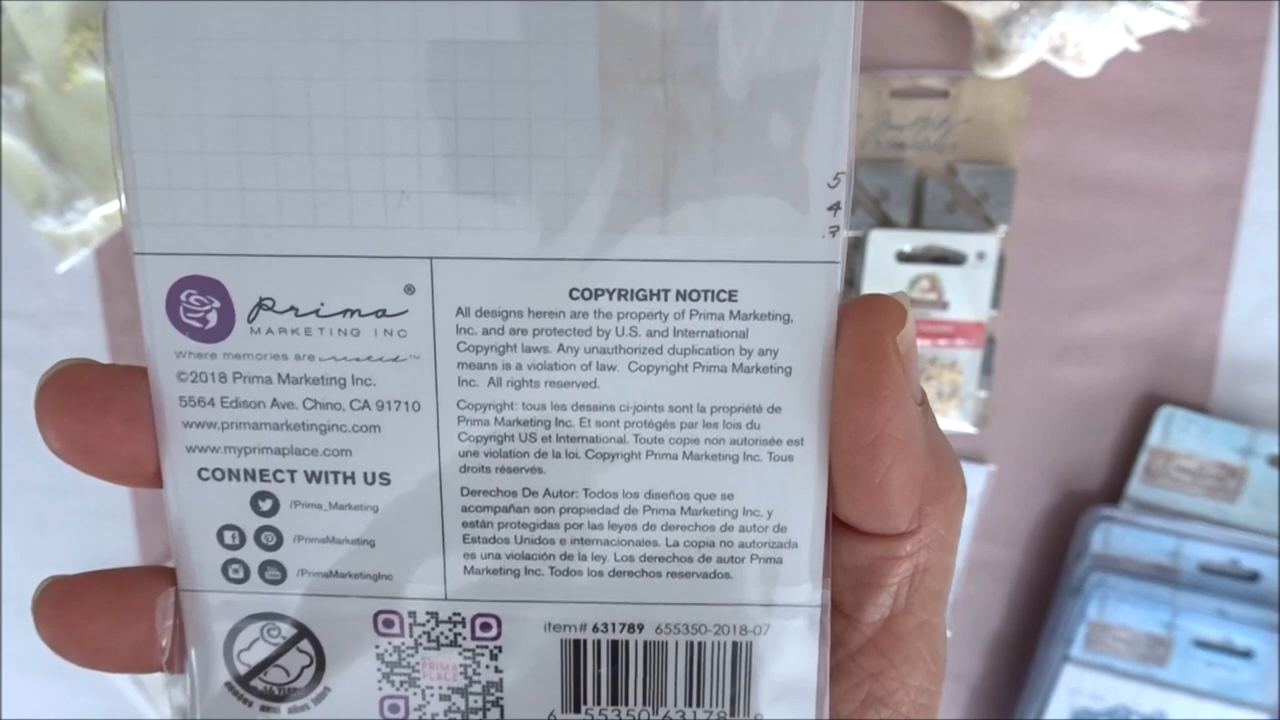 5
4
.?
prima®
MARKETING INC
Where memories are created™
©2018 Prima Marketing Inc.
5564 Edison Ave. Chino, CA 91710
www.primamarketinginc.com
www.myprimaplace.com
CONNECT WITH US
/Prima_Marketing
/PrimaMarketing
/PrimaMarketingInc
COPYRIGHT NOTICE
All designs herein are the property of Prima Marketing,
Inc. and are protected by U.S. and International
Copyright laws. Any unauthorized duplication by any
means is a violation of law. Copyright Prima Marketing
Inc. All rights reserved.
Copyright: tous les dessins ci-joints sont la propriété de
Prima Marketing Inc. Et sont protégés par les lois du
Copyright US et International. Toute copie non autorisée est
une violation de la loi. Copyright Prima Marketing Inc. Tous
droits réservés.
Derechos De Autor: Todos los diseños que se
acompañan son propiedad de Prima Marketing Inc. y
están protegidas por las leyes de derechos de autor de
Estados Unidos e internacionales. La copia no autorizada
es una violación de la ley. Los derechos de autor Prima
Marketing Inc. Todos los derechos reservados.
PRIMA
PLACE
item# 631789 655350-2018-07
6 55350 63178 9